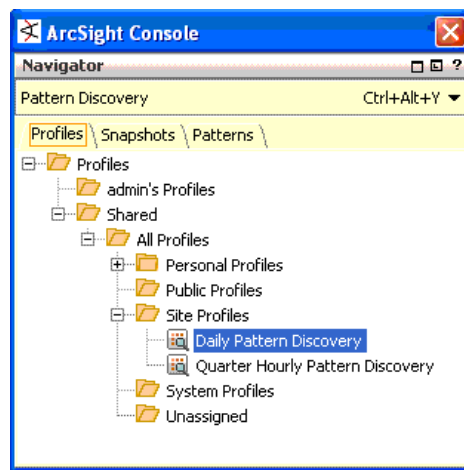 ArcSight Console
Navigator ?
Pattern Discovery Ctrl+Alt+Y
Profiles Snapshots Patterns
Profiles
admin's Profiles
Shared
All Profiles
Personal Profiles
Public Profiles
Site Profiles
Daily Pattern Discovery
Quarter Hourly Pattern Discovery
System Profiles
Unassigned